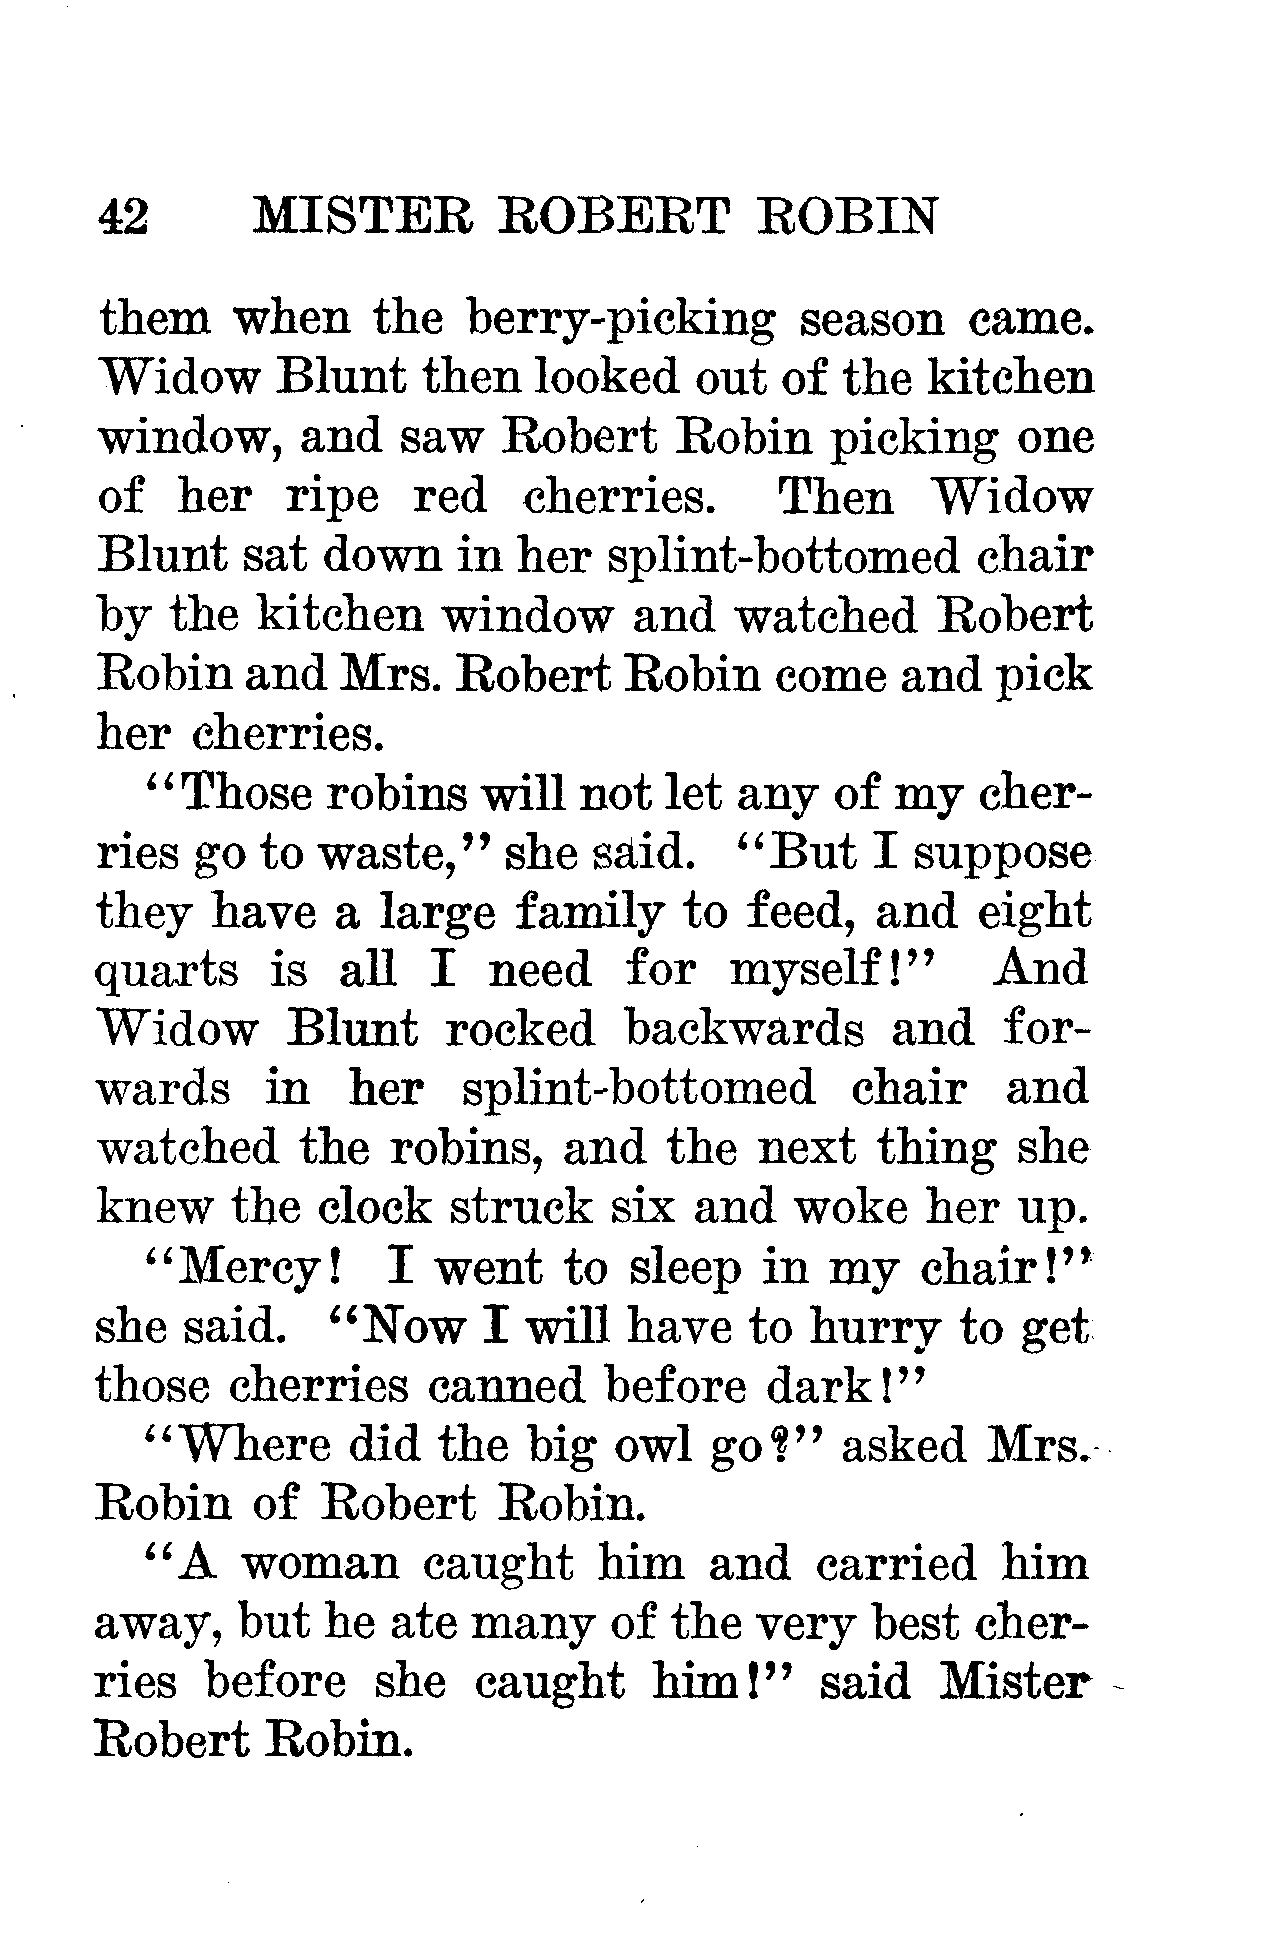 42 MISTER ROBERT ROBIN
them when the berry-picking season came.
Widow Blunt then looked out of the kitchen
window, and saw Robert Robin picking one
of her ripe red cherries. Then Widow
Blunt sat down in her splint-bottomed chair
by the kitchen window and watched Robert
Robin and Mrs. Robert Robin come and pick
her cherries.
“Those robins will not let any of my cher-
ries go to waste,” she said. “But I suppose
they have a large family to feed, and eight
quarts is all I need for myself!” And
Widow Blunt rocked backwards and for-
wards in her splint-bottomed chair and
watched the robins, and the next thing she
knew the clock struck six and woke her up.
“Mercy! I went to sleep in my chair!”
she said. “Now I will have to hurry to get
those cherries canned before dark!”
“Where did the big owl go?” asked Mrs.
Robin of Robert Robin.
“A woman caught him and carried him
away, but he ate many of the very best cher-
ries before she caught him!” said Mister
Robert Robin.